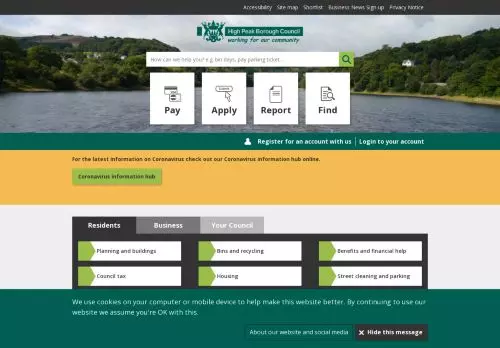 Accessibility Site map Shortlist Business News Sign up Privacy Notice
High Peak Borough Council
working for our community
How can we help you? e.g. bin days, pay parking ticket...
Pay Apply Report Find
Register for an account with us Login to your account
For the latest information on Coronavirus check out our Coronavirus information hub online.
Coronavirus information hub
Residents Business Your Council
Planning and buildings Bins and recycling Benefits and financial help
Council tax Housing Street cleaning and parking
We use cookies on your computer or mobile device to help make this website better. By continuing to use our
website we assume you're OK with this.
About our website and social media Hide this message